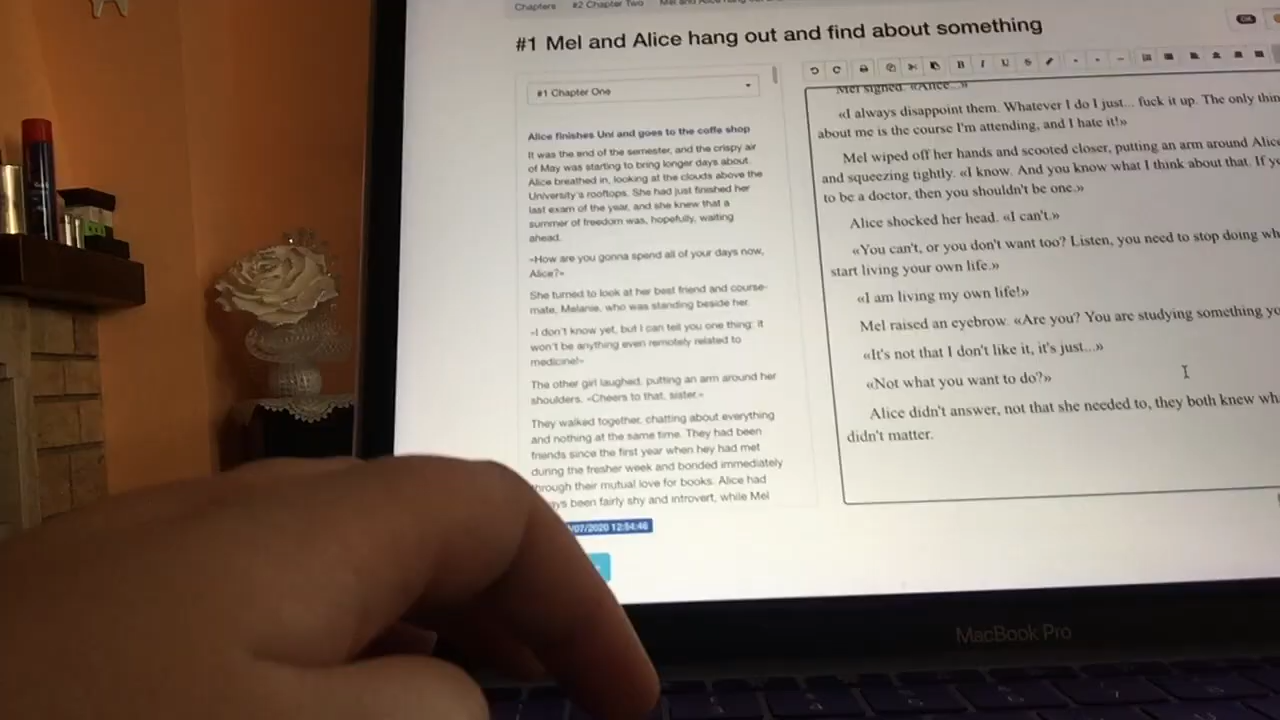 Chapters #2 Chapter Two Mel and Alice hang out and
#1 Mel and Alice hang out and find about something
#1 Chapter One
Alice finishes Uni and goes to the coffe shop
It was the end of the semester, and the crispy air
of May was starting to bring longer days about.
Alice breathed in, looking at the clouds above the
University's rooftops. She had just finished her
last exam of the year, and she knew that a
summer of freedom was, hopefully, waiting
ahead.
«How are you gonna spend all of your days now,
Alice?»
She turned to look at her best friend and course-
mate, Melanie, who was standing beside her.
«I don't know yet, but I can tell you one thing: it
won't be anything even remotely related to
medicine!»
The other girl laughed, putting an arm around her
shoulders. «Cheers to that, sister.»
They walked together, chatting about everything
and nothing at the same time. They had been
friends since the first year when hey had met
during the fresher week and bonded immediately
through their mutual love for books. Alice had
been fairly shy and introvert, while Mel
/07/2020 12:54:46
B I U S
Mel signed. «Alice...»
«I always disappoint them. Whatever I do I just... fuck it up. The only
about me is the course I'm attending, and I hate it!»
Mel wiped off her hands and scooted closer, putting an arm around
and squeezing tightly. «I know. And you know what I think about that. If
to be a doctor, then you shouldn't be one.»
Alice shocked her head. «I can't.»
«You can't, or you don't want too? Listen, you need to stop doing
start living your own life.»
«I am living my own life!»
Mel raised an eyebrow. «Are you? You are studying something
«It's not that I don't like it, it's just...»
«Not what you want to do?»
Alice didn't answer, not that she needed to, they both knew
didn't matter.
MacBook Pro